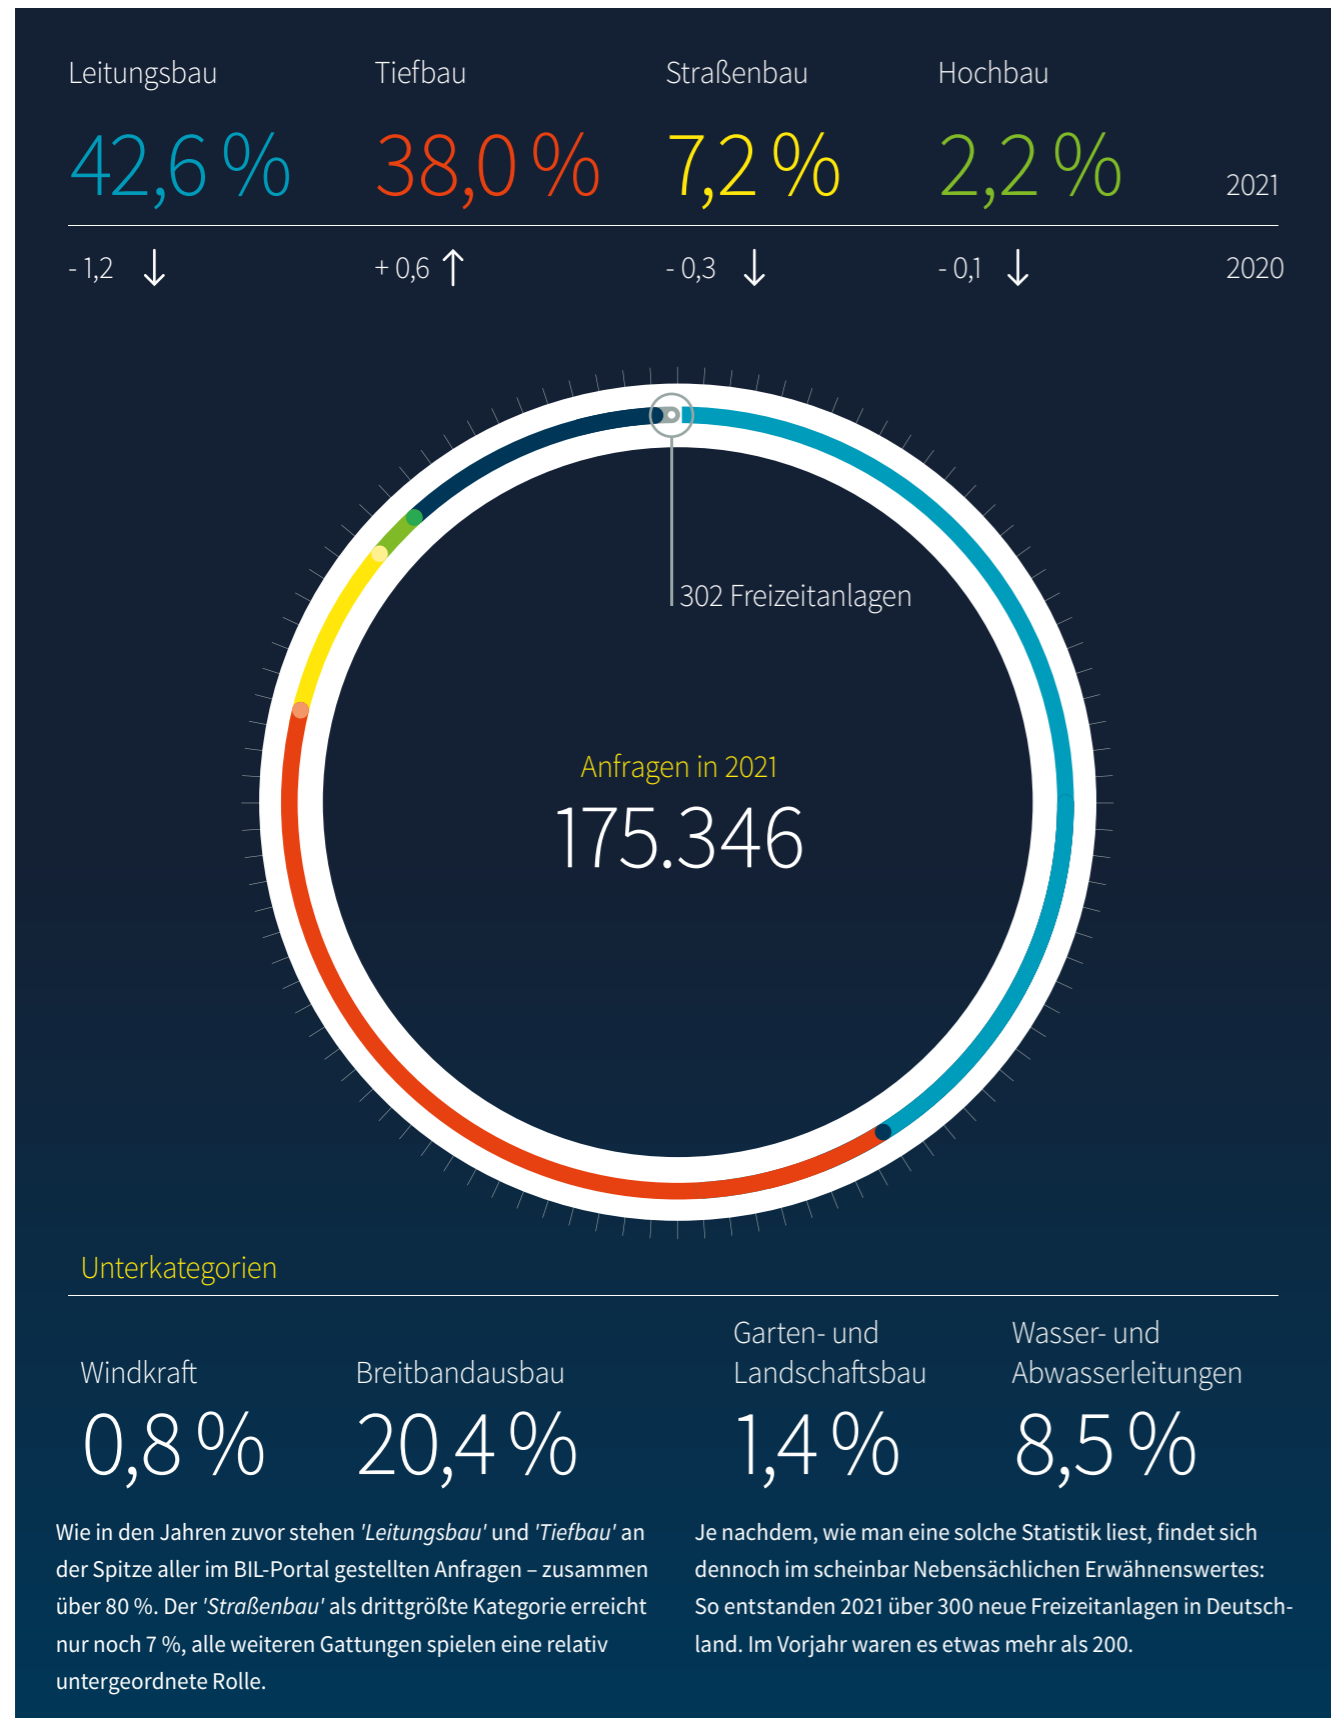 Leitungsbau Tiefbau Straßenbau Hochbau
42,6 % 38,0 % 7,2 % 2,2 % 2021
- 1,2 ↓ + 0,6 ↑ - 0,3 ↓ - 0,1 ↓ 2020
302 Freizeitanlagen
Anfragen in 2021
175.346
Unterkategorien
Windkraft
0,8 %
Breitbandausbau
20,4 %
Garten- und
Landschaftsbau
1,4 %
Wasser- und
Abwasserleitungen
8,5 %
Wie in den Jahren zuvor stehen 'Leitungsbau' und 'Tiefbau' an
der Spitze aller im BIL-Portal gestellten Anfragen – zusammen
über 80 %. Der 'Straßenbau' als drittgrößte Kategorie erreicht
nur noch 7 %, alle weiteren Gattungen spielen eine relativ
untergeordnete Rolle.
Je nachdem, wie man eine solche Statistik liest, findet sich
dennoch im scheinbar Nebensächlichen Erwähnenswertes:
So entstanden 2021 über 300 neue Freizeitanlagen in Deutsch-
land. Im Vorjahr waren es etwas mehr als 200.